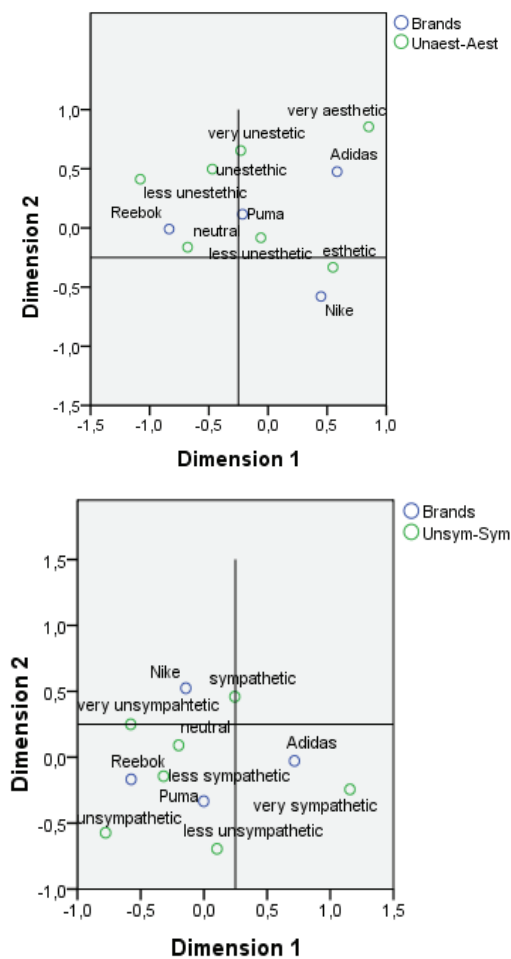 Brands
Unaest-Aest
very aesthetic
very unestetic
Adidas
unestethic
less unestethic
Reebok
Puma
neutral
less unesthetic
esthetic
Nike
1,0
0,5
0,0
-0,5
-1,0
-1,5
Dimension 2
-1,5 -1,0 -0,5 0,0 0,5 1,0
Dimension 1
Brands
Unsym-Sym
Nike
sympathetic
very unsympahtetic
neutral
Adidas
Reebok
less sympathetic
Puma
very sympathetic
unsympathetic
less unsympathetic
1,5
1,0
0,5
0,0
-0,5
-1,0
Dimension 2
-1,0 -0,5 0,0 0,5 1,0 1,5
Dimension 1